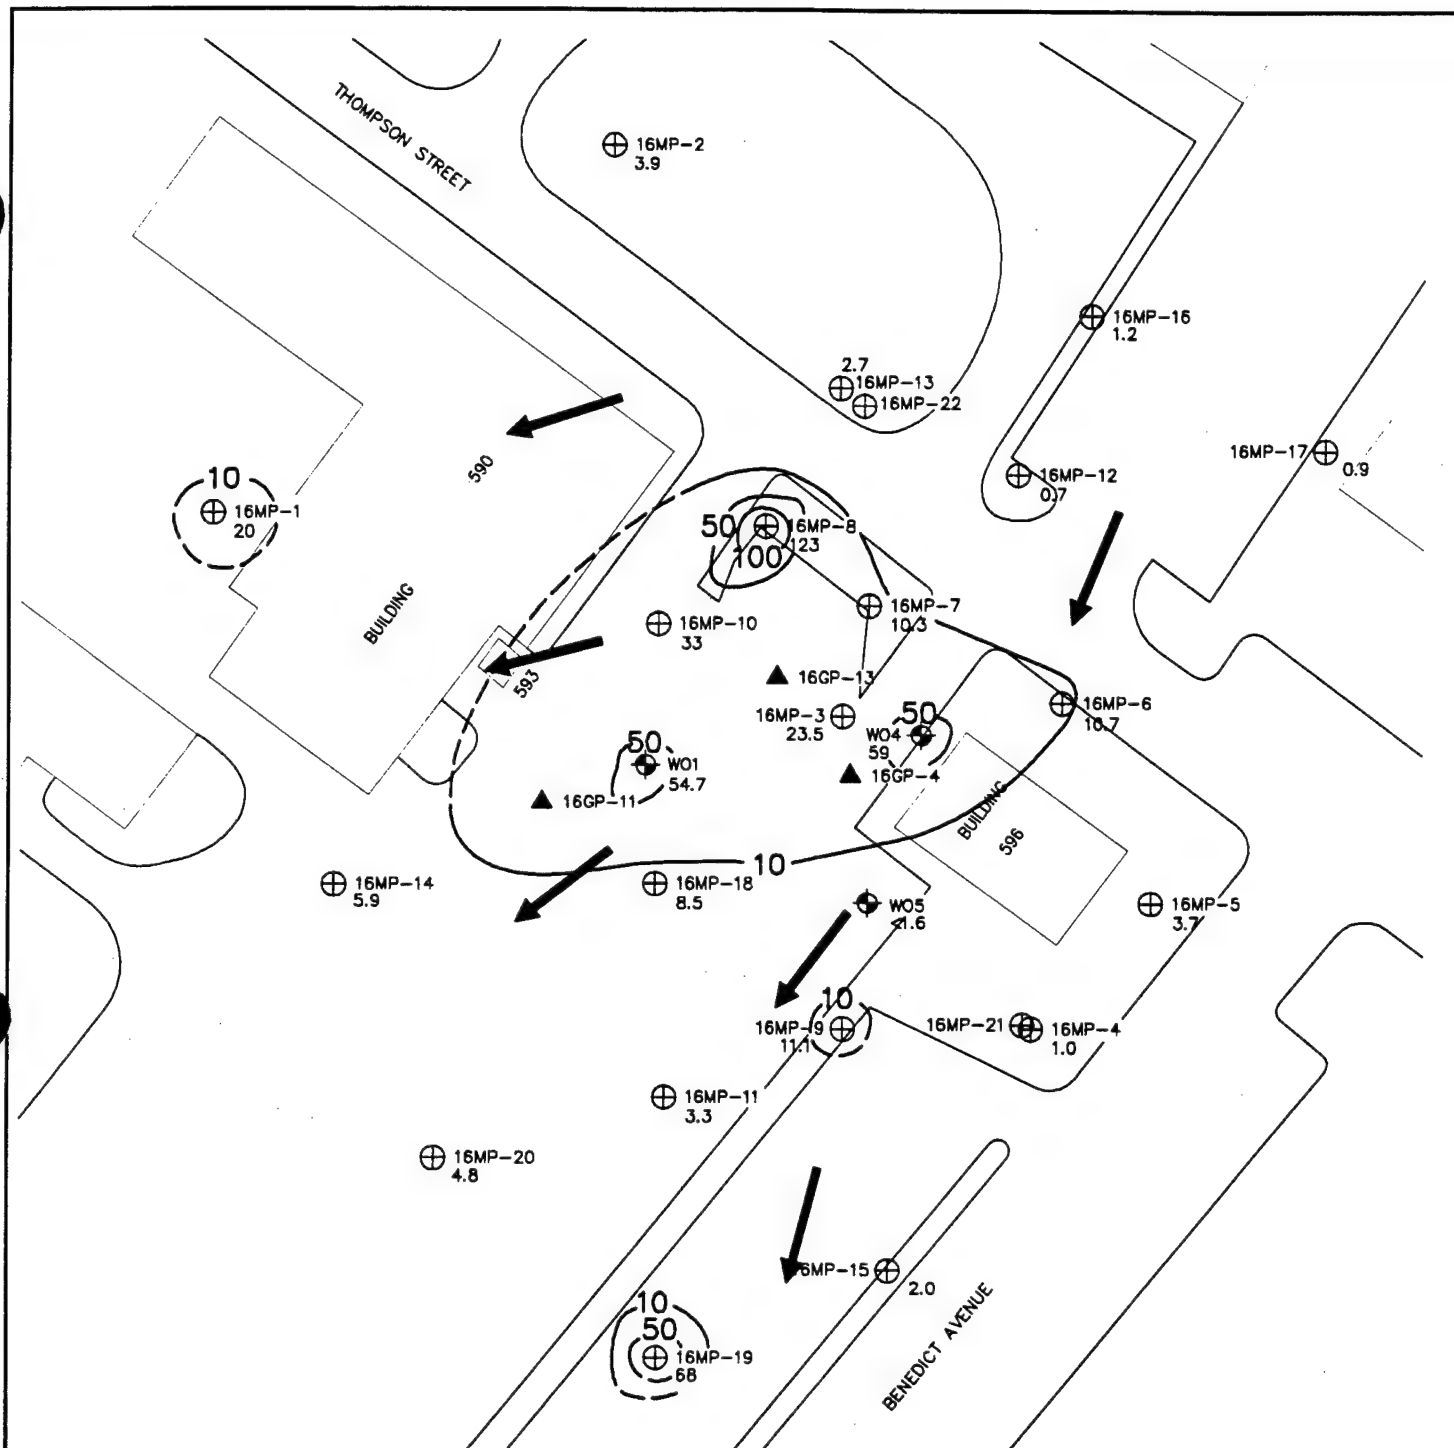 THOMPSON STREET
16MP-2
3.9
16MP-16
1.2
2.7
16MP-13
16MP-22
16MP-17
0.9
16MP-12
0.7
590
10
16MP-1
20
50
16MP-8
123
100
BUILDING
16MP-7
10.3
16MP-10
33
593
16GP-13
16MP-3
23.5
16MP-6
10.7
50
W04
59
50
W01
54.7
16GP-4
16GP-11
BUILDING
596
10
16MP-14
5.9
16MP-18
8.5
W05
<1.6
16MP-5
3.7
10
16MP-9
11.1
16MP-21
16MP-4
1.0
16MP-11
3.3
16MP-20
4.8
16MP-15
2.0
10
50
16MP-19
68
BENEDICT AVENUE